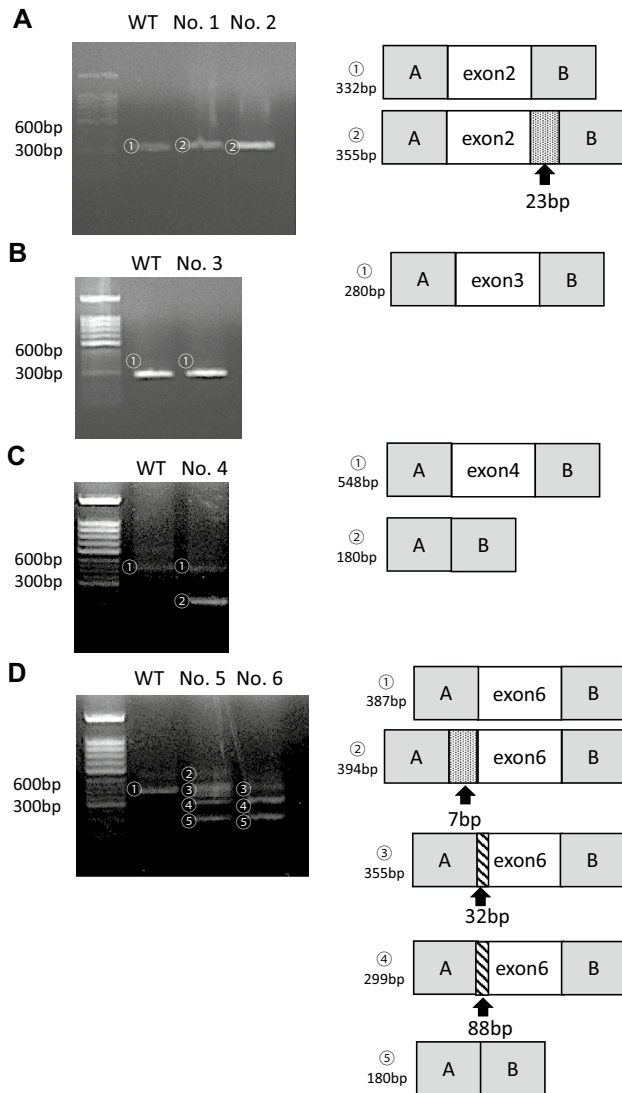 A
WT No. 1 No. 2
600bp
300bp
① ② ②
①
332bp
A exon2 B
②
355bp
A exon2 B
23bp
B
WT No. 3
600bp
300bp
① ①
①
280bp
A exon3 B
C
WT No. 4
600bp
300bp
① ①
②
①
548bp
A exon4 B
②
180bp
A B
D
WT No. 5 No. 6
600bp
300bp
②
① ③ ③
④ ④
⑤ ⑤
①
387bp
A exon6 B
②
394bp
A exon6 B
7bp
③
355bp
A exon6 B
32bp
④
299bp
A exon6 B
88bp
⑤
180bp
A B